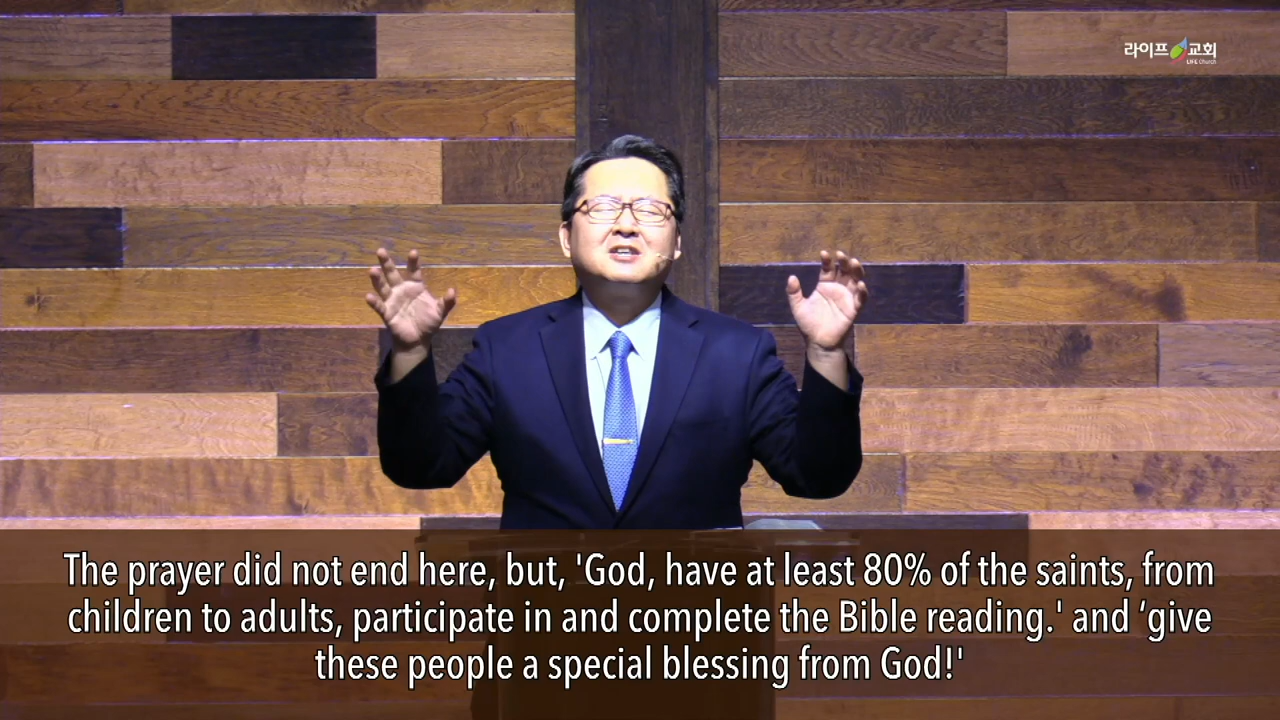 라이프교회
LIFE Church
The prayer did not end here, but, 'God, have at least 80% of the saints, from
children to adults, participate in and complete the Bible reading.' and ‘give
these people a special blessing from God!'